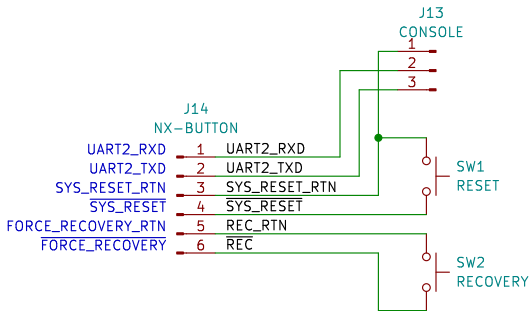 J13
CONSOLE
1
2
3
J14
NX-BUTTON
UART2_RXD 1 UART2_RXD
UART2_TXD 2 UART2_TXD
SYS_RESET_RTN 3 SYS_RESET_RTN
SYS_RESET 4 SYS_RESET
FORCE_RECOVERY_RTN 5 REC_RTN
FORCE_RECOVERY 6 REC
SW1
RESET
SW2
RECOVERY